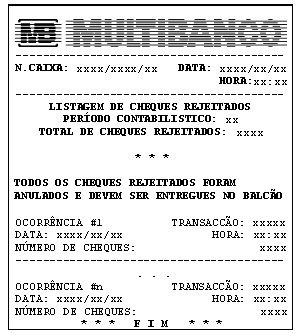 MB MULTIBANCO
N.CAIXA: xxxx/xxxx/xx DATA: xxxx/xx/xx
HORA:xx:xx
LISTAGEM DE CHEQUES REJEITADOS
PERÍODO CONTABILISTICO: xx
TOTAL DE CHEQUES REJEITADOS: xxxx
* * *
TODOS OS CHEQUES REJEITADOS FORAM
ANULADOS E DEVEM SER ENTREGUES NO BALCÃO
OCORRÊNCIA #1 TRANSACCÃO: xxxxx
DATA: xxxx/xx/xx HORA: xx:xx
NÚMERO DE CHEQUES: xxxx
. . .
OCORRÊNCIA #n TRANSACCÃO: xxxxx
DATA: xxxx/xx/xx HORA: xx:xx
NÚMERO DE CHEQUES: xxxx
* * * F I M * * *